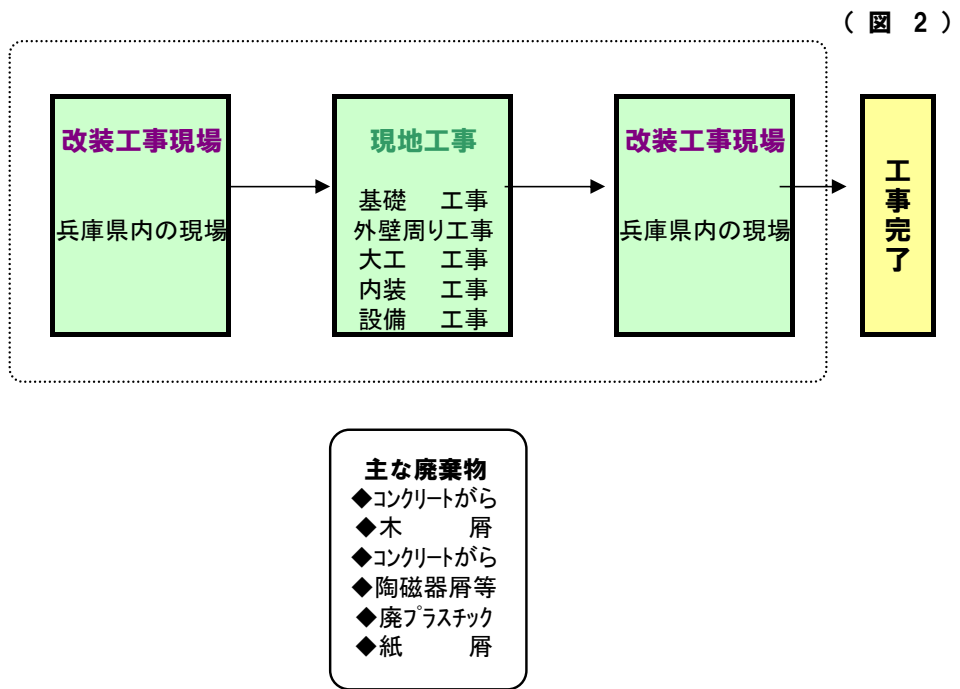 （ 図 2 ）
改装工事現場
兵庫県内の現場
現地工事
基礎 工事
外壁周り工事
大工 工事
内装 工事
設備 工事
改装工事現場
兵庫県内の現場
工事完了
主な廃棄物
◆コンクリートがら
◆木 屑
◆コンクリートがら
◆陶磁器屑等
◆廃プラスチック
◆紙 屑